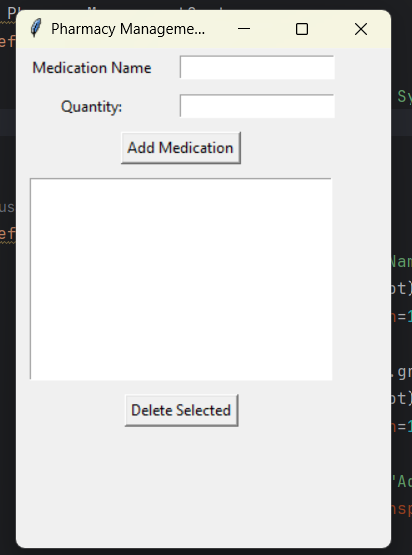 Pharmacy Manageme...
Medication Name
Quantity:
Add Medication
Delete Selected